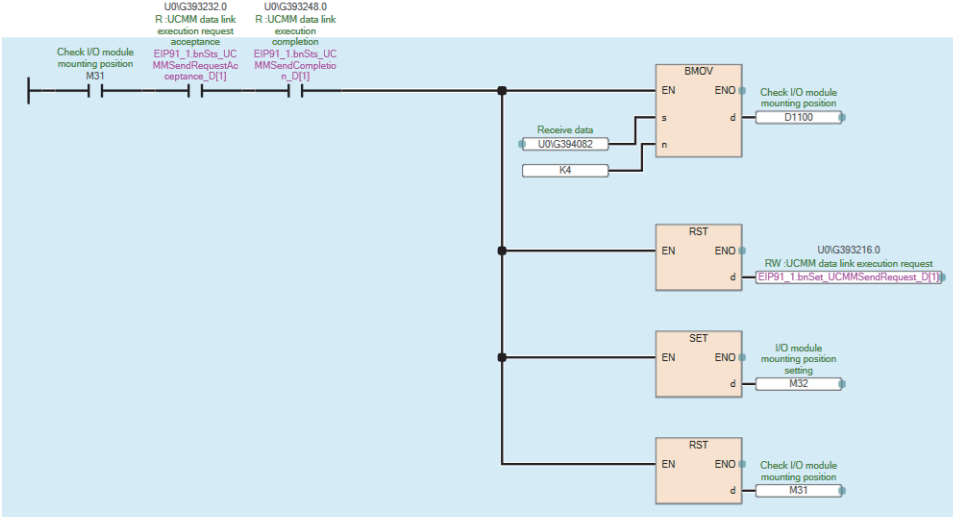 U0\G393232.0
R :UCMM data link
execution request
acceptance
EIP91_1.bnSts_UC
MMSendRequestAc
ceptance_D[1]
U0\G393248.0
R :UCMM data link
execution
completion
EIP91_1.bnSts_UC
MMSendCompletio
n_D[1]
Check I/O module
mounting position
M31
BMOV
EN
ENO
s
d
n
Receive data
U0\G394082
K4
Check I/O module
mounting position
D1100
RST
EN
ENO
d
U0\G393216.0
RW :UCMM data link execution request
EIP91_1.bnSet_UCMMSendRequest_D[1]
SET
EN
ENO
d
I/O module
mounting position
setting
M32
RST
EN
ENO
d
Check I/O module
mounting position
M31